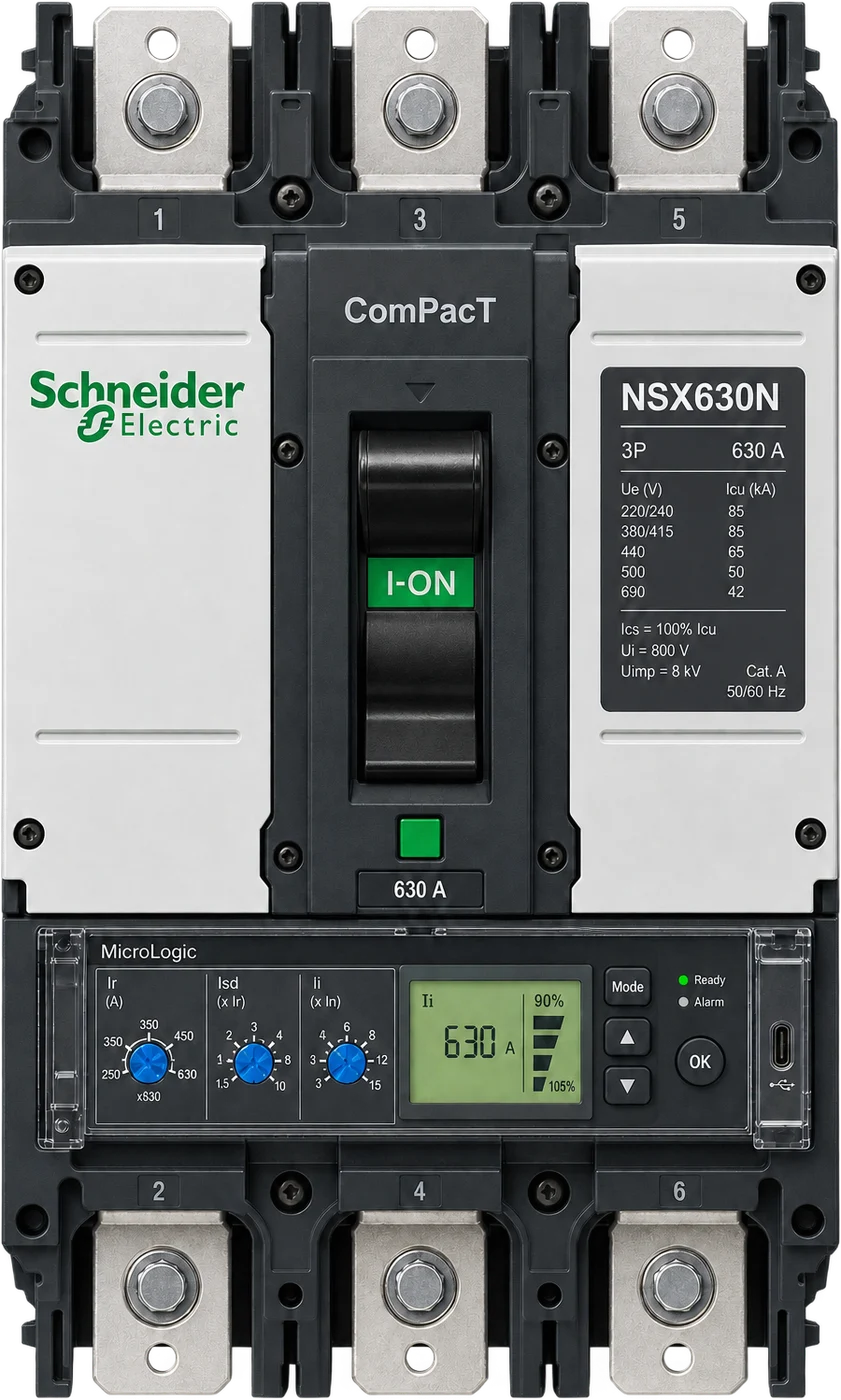 1
3
5
ComPacT
Schneider
Electric
I-ON
630 A
NSX630N
3P 630 A
Ue (V) Icu (kA)
220/240 85
380/415 85
440 65
500 50
690 42
Ics = 100% Icu
Ui = 800 V
Uimp = 8 kV Cat. A
50/60 Hz
MicroLogic
Ir
(A)
350
350 450
250 630
x630
Isd
(x Ir)
3
2 4
1 8
1.5 10
Ii
(x In)
6
4 8
3 12
3 15
Ii 90%
630 A
105%
Mode
▲
▼
Ready
Alarm
OK
2
4
6